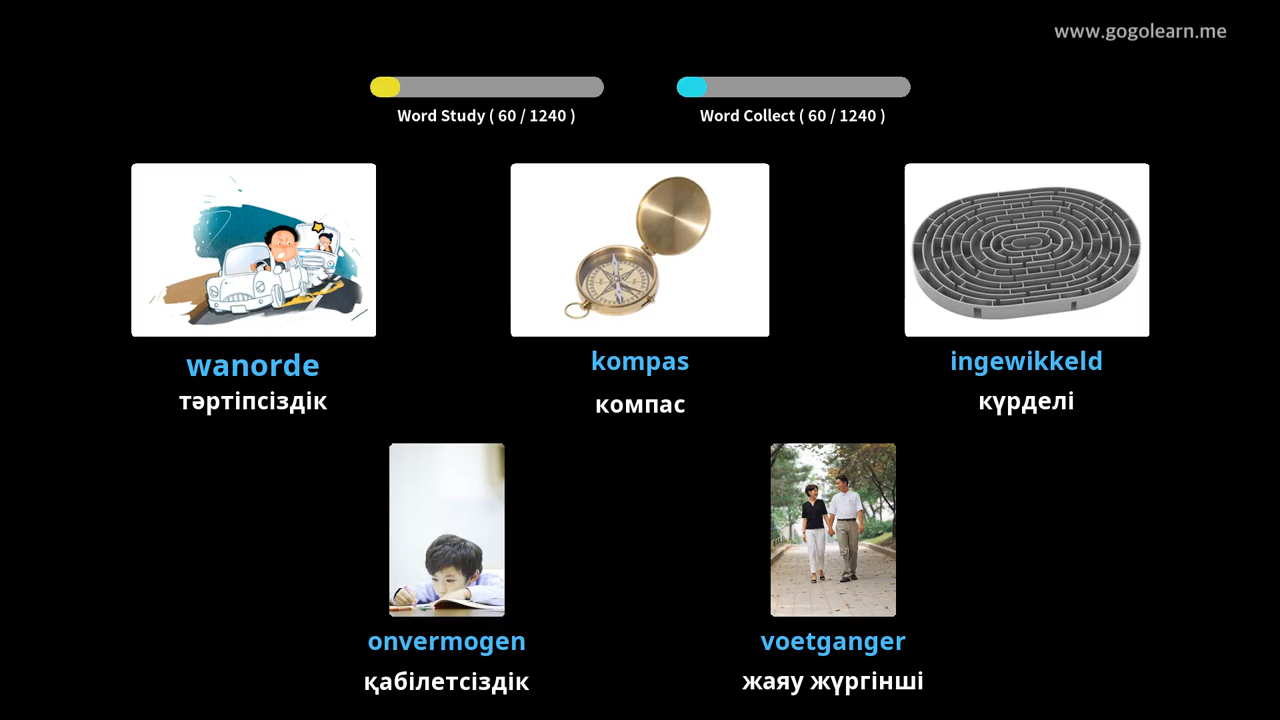 www.gogolearn.me
Word Study ( 60 / 1240 )
Word Collect ( 60 / 1240 )
wanorde
тәртіпсіздік
kompas
компас
ingewikkeld
күрделі
onvermogen
қабілетсіздік
voetganger
жаяу жүргінші